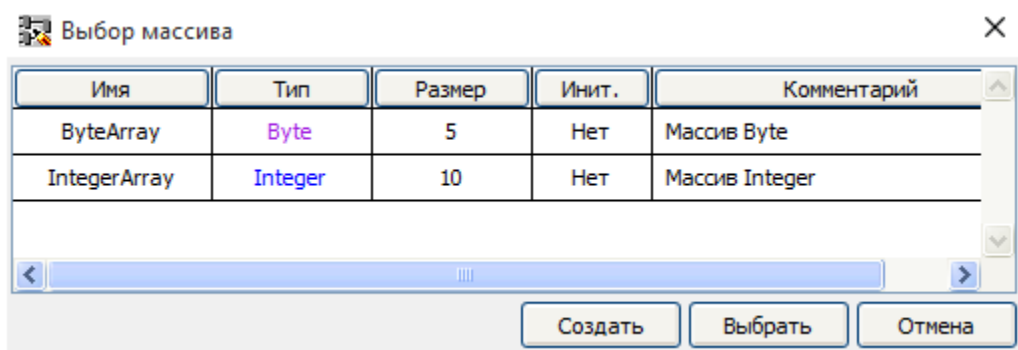 Выбор массива
Имя Тип Размер Инит. Комментарий
ByteArray Byte 5 Нет Массив Byte
IntegerArray Integer 10 Нет Массив Integer
Создать Выбрать Отмена